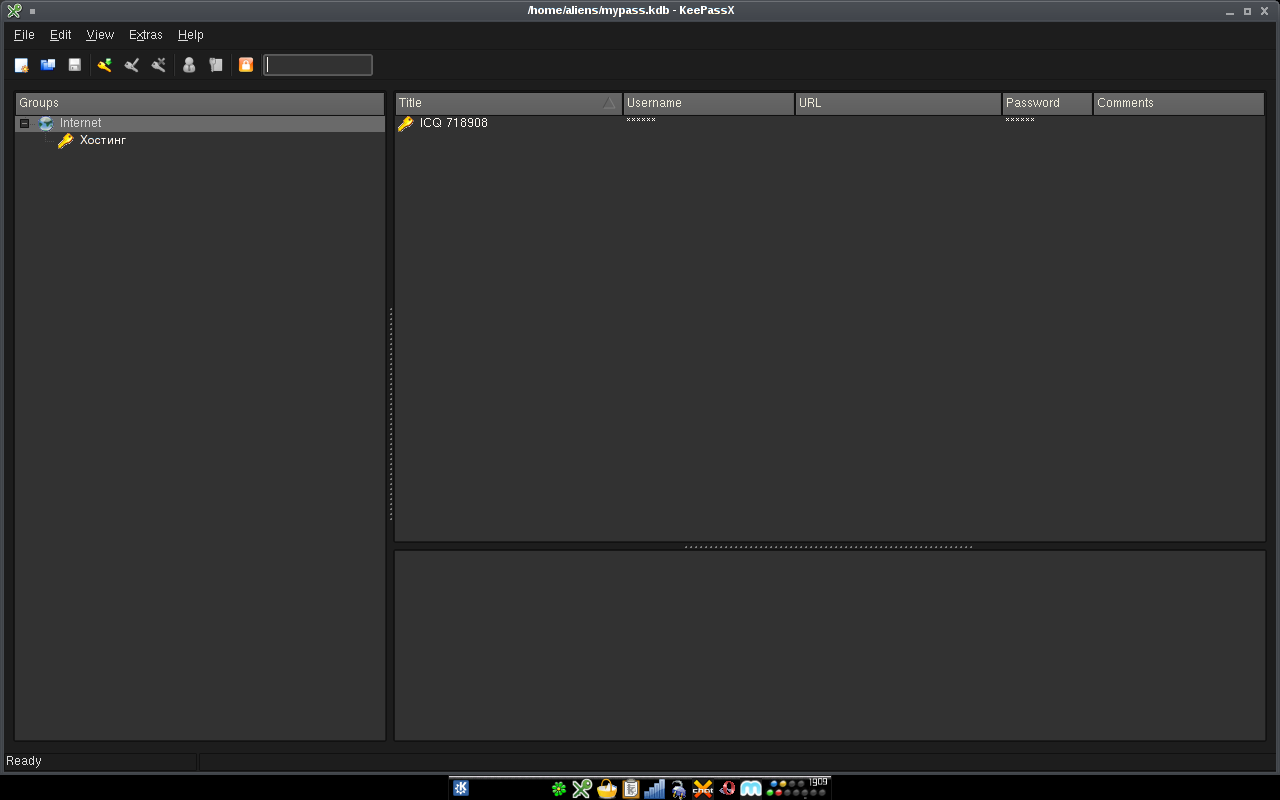 /home/aliens/mypass.kdb - KeePassX
File Edit View Extras Help
Groups
Internet
Хостинг
Title Username URL Password Comments
ICQ 718908 ****** ******
Ready
X chat 1909